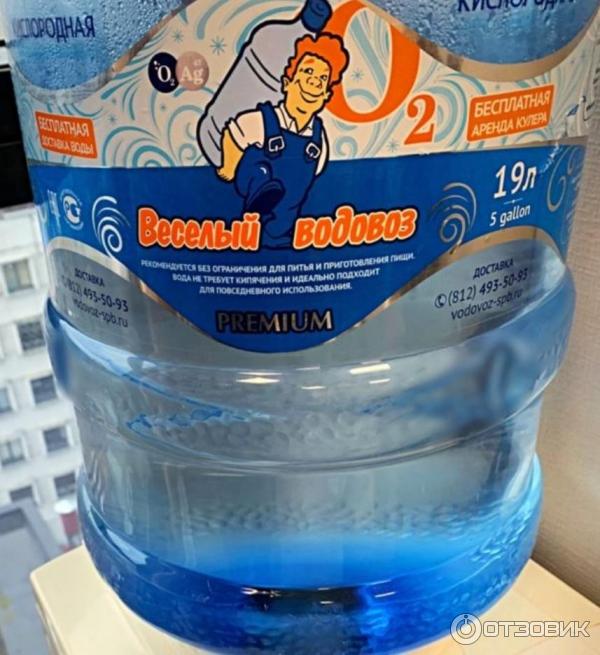 КИСЛОРОДНАЯ
O₂
Ag
47
O₂
БЕСПЛАТНАЯ
ДОСТАВКА ВОДЫ
БЕСПЛАТНАЯ
АРЕНДА КУЛЕРА
19л
5 gallon
Веселый водовоз
РЕКОМЕНДУЕТСЯ БЕЗ ОГРАНИЧЕНИЯ ДЛЯ ПИТЬЯ И ПРИГОТОВЛЕНИЯ ПИЩИ.
ВОДА НЕ ТРЕБУЕТ КИПЯЧЕНИЯ И ИДЕАЛЬНО ПОДХОДИТ
ДЛЯ ПОВСЕДНЕВНОГО ИСПОЛЬЗОВАНИЯ.
PREMIUM
ДОСТАВКА
(812) 493-50-93
vodovoz-spb.ru
ДОСТАВКА
(812) 493-50-93
vodovoz-spb.ru
ОТЗОВИК